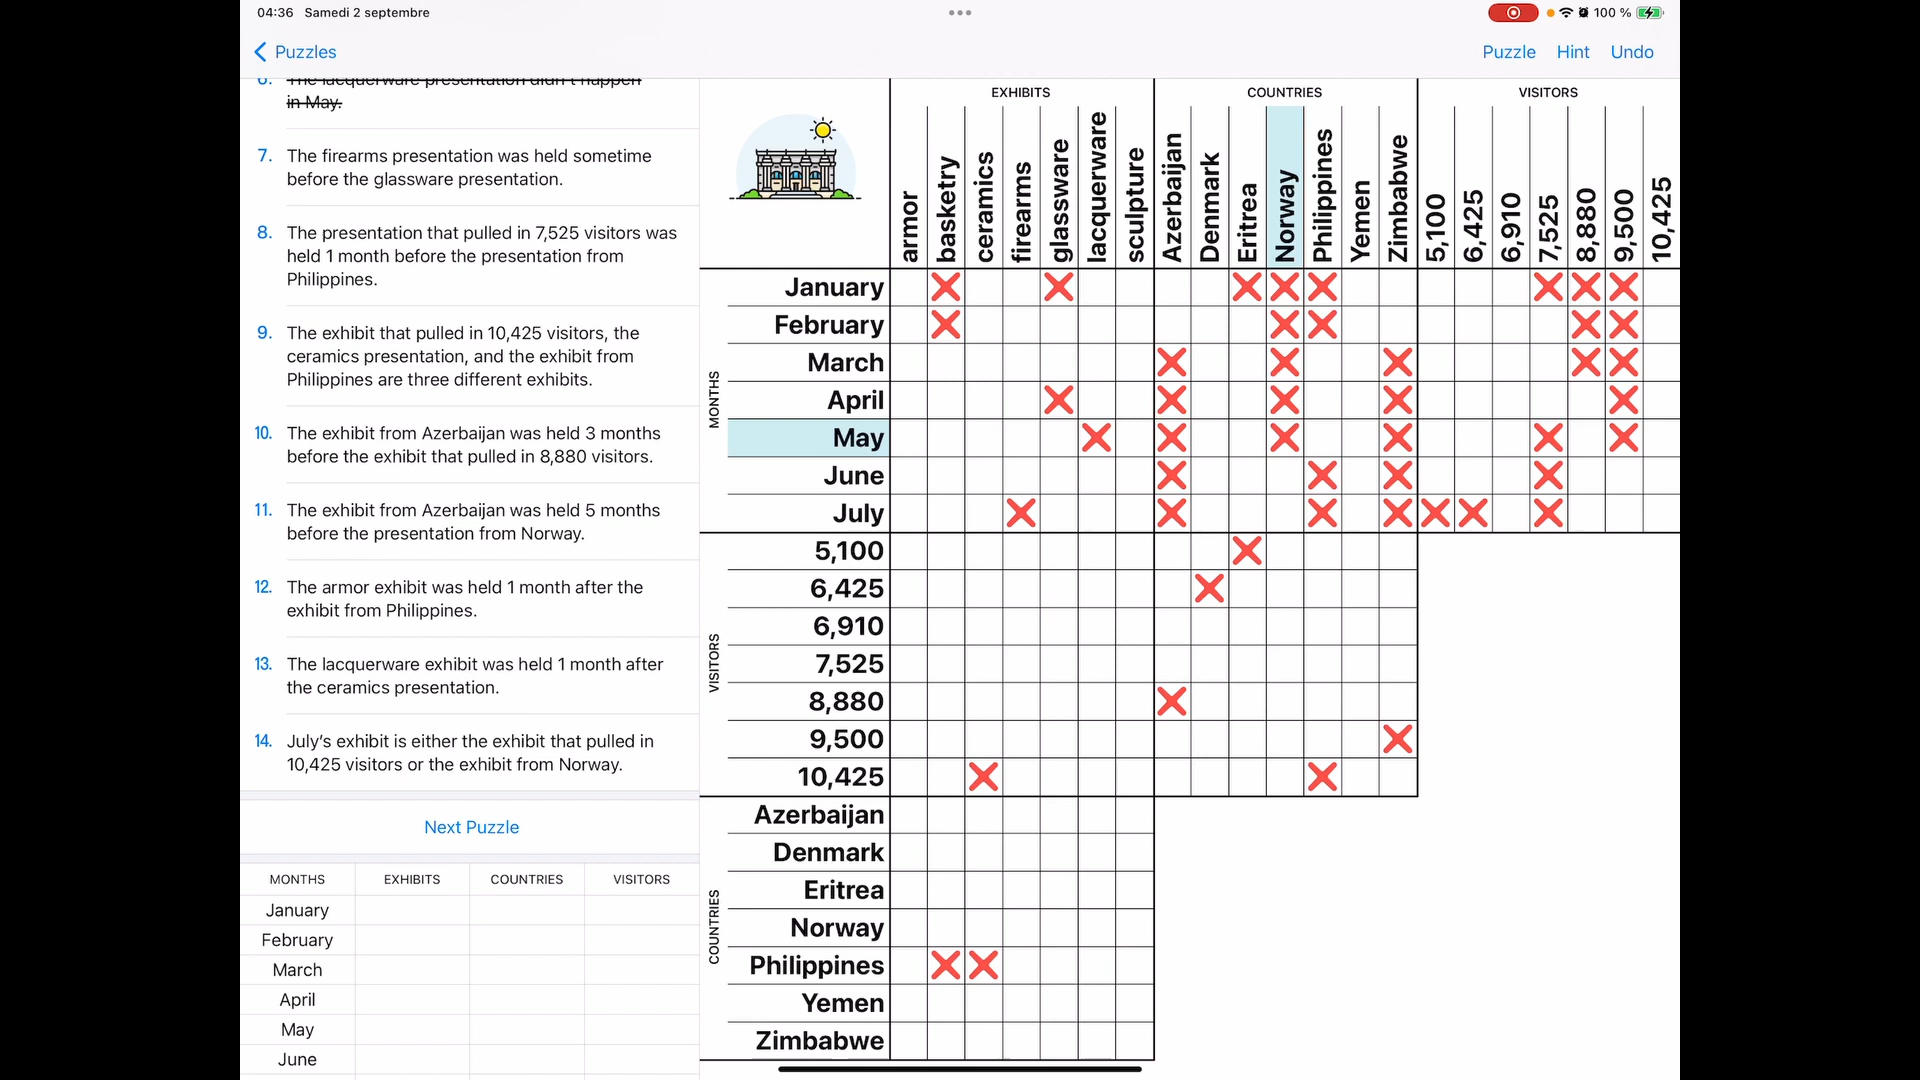 04:36 Samedi 2 septembre
100 %
Puzzles
Puzzle Hint Undo
6. The lacquerware presentation didn't happen
in May.
7. The firearms presentation was held sometime
before the glassware presentation.
8. The presentation that pulled in 7,525 visitors was
held 1 month before the presentation from
Philippines.
9. The exhibit that pulled in 10,425 visitors, the
ceramics presentation, and the exhibit from
Philippines are three different exhibits.
10. The exhibit from Azerbaijan was held 3 months
before the exhibit that pulled in 8,880 visitors.
11. The exhibit from Azerbaijan was held 5 months
before the presentation from Norway.
12. The armor exhibit was held 1 month after the
exhibit from Philippines.
13. The lacquerware exhibit was held 1 month after
the ceramics presentation.
14. July's exhibit is either the exhibit that pulled in
10,425 visitors or the exhibit from Norway.
Next Puzzle
MONTHS EXHIBITS COUNTRIES VISITORS
January
February
March
April
May
June
EXHIBITS COUNTRIES VISITORS
armor
basketry
ceramics
firearms
glassware
lacquerware
sculpture
Azerbaijan
Denmark
Eritrea
Norway
Philippines
Yemen
Zimbabwe
5,100
6,425
6,910
7,525
8,880
9,500
10,425
MONTHS
January
February
March
April
May
June
July
VISITORS
5,100
6,425
6,910
7,525
8,880
9,500
10,425
COUNTRIES
Azerbaijan
Denmark
Eritrea
Norway
Philippines
Yemen
Zimbabwe